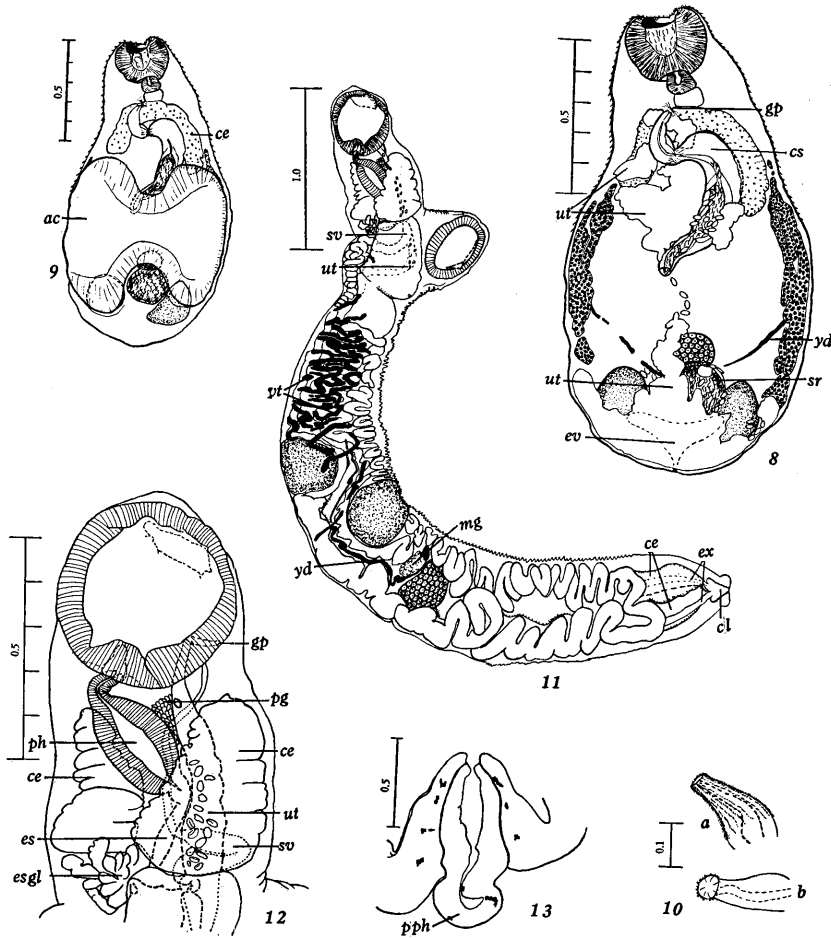 0.5
ce
ac
9
1.0
sv
ut
vt
yd
mg
ce
ex
cl
11
0.5
gp
cs
ut
ut
yd
sr
ev
8
0.5
gp
pg
ph
ce
ce
es
ut
sv
esgl
12
0.5
pph
13
a
0.1
b
10